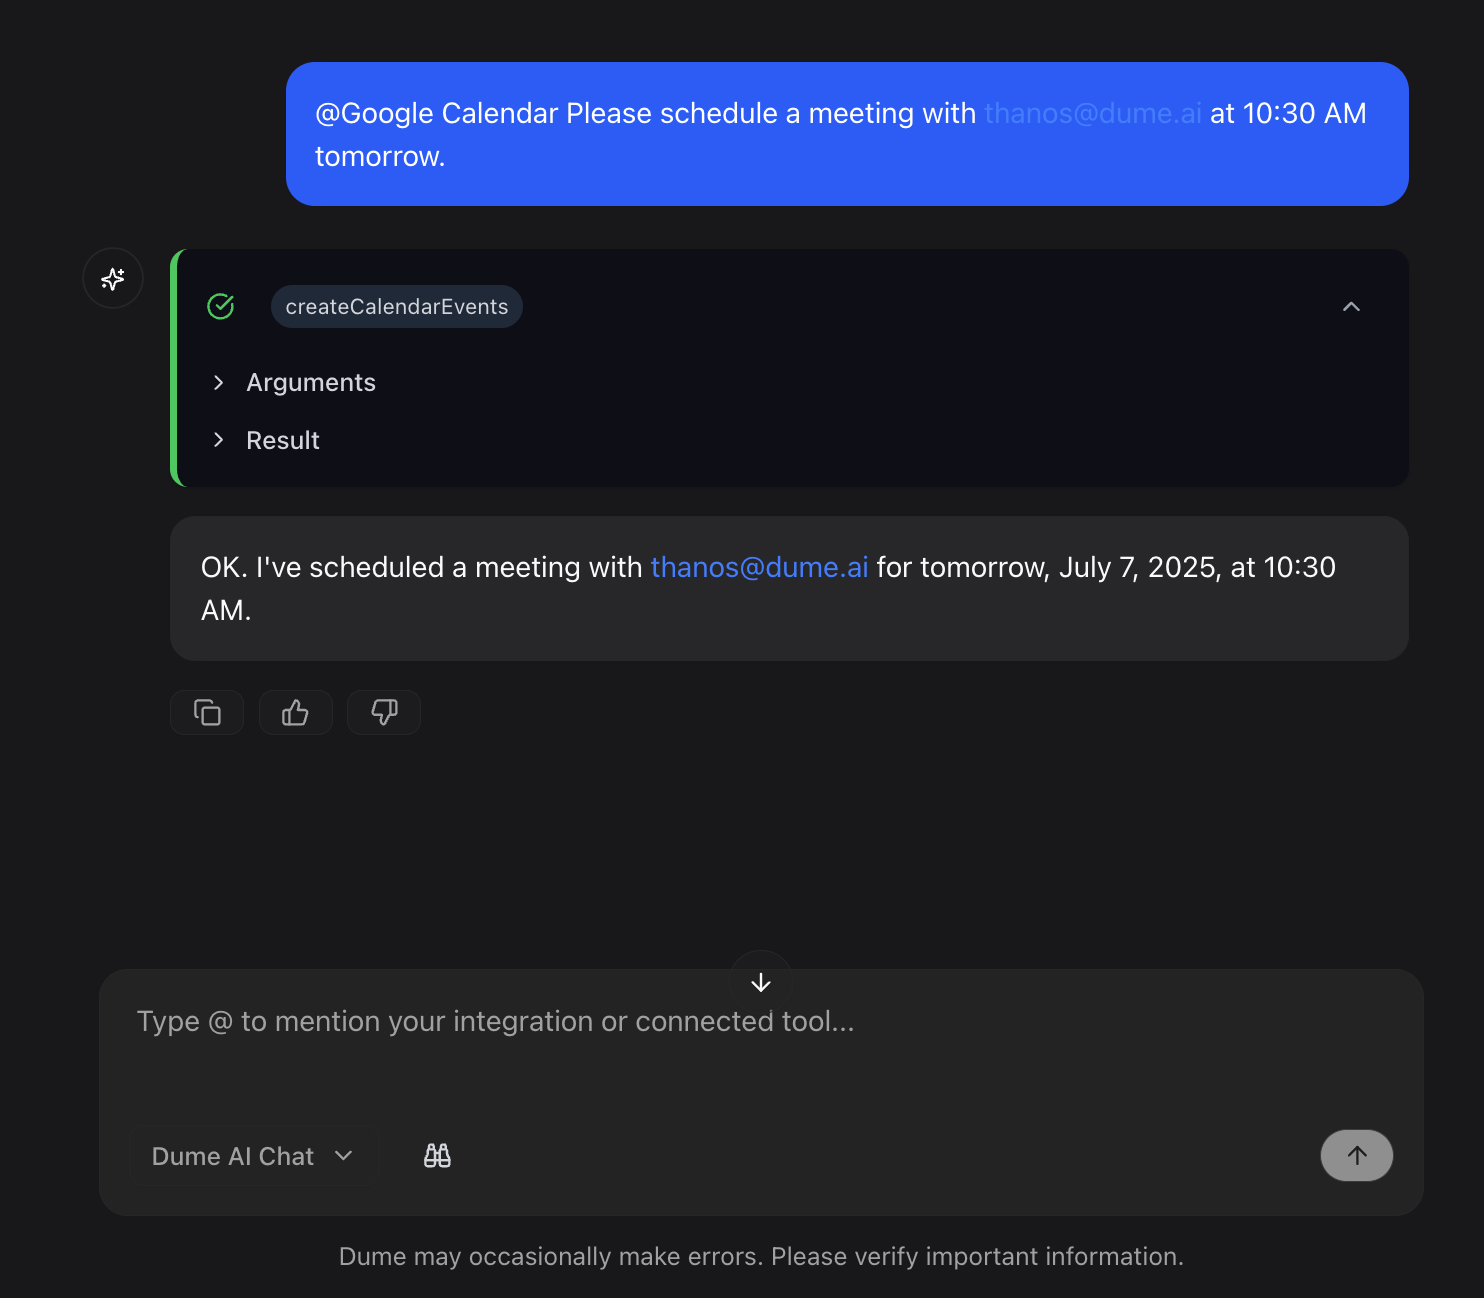 @Google Calendar Please schedule a meeting with thanos@dume.ai at 10:30 AM
tomorrow.
createCalendarEvents
Arguments
Result
OK. I've scheduled a meeting with thanos@dume.ai for tomorrow, July 7, 2025, at 10:30
AM.
Type @ to mention your integration or connected tool...
Dume AI Chat
Dume may occasionally make errors. Please verify important information.